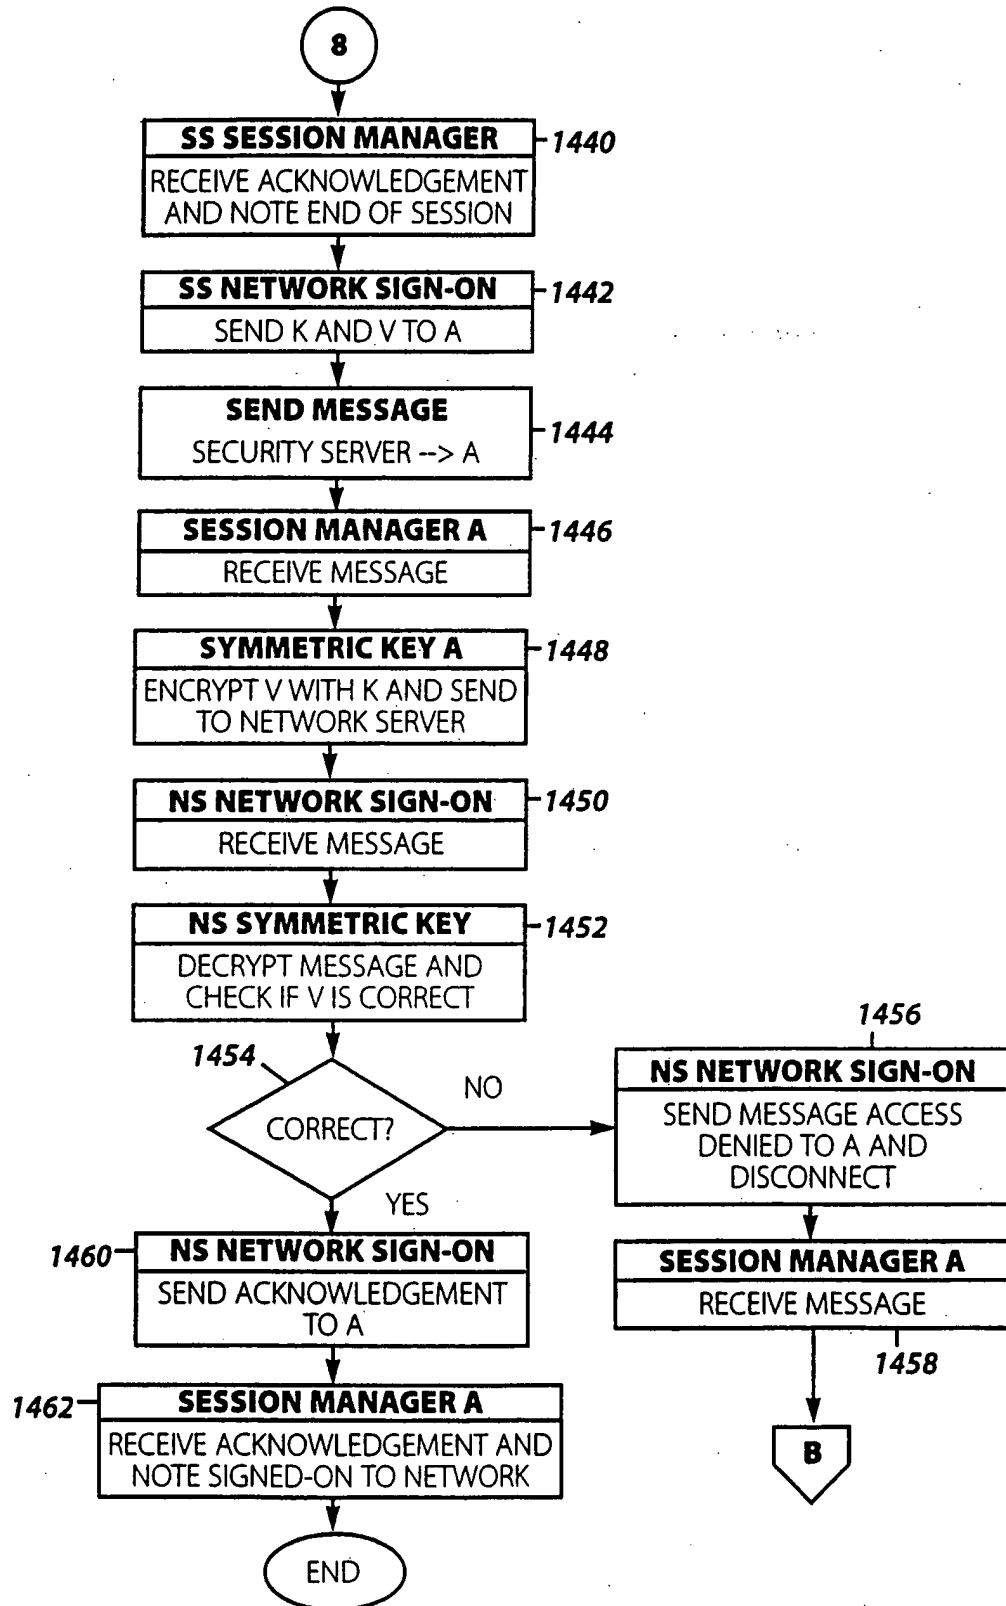 8
SS SESSION MANAGER
1440
RECEIVE ACKNOWLEDGEMENT
AND NOTE END OF SESSION
SS NETWORK SIGN-ON
1442
SEND K AND V TO A
SEND MESSAGE
1444
SECURITY SERVER --> A
SESSION MANAGER A
1446
RECEIVE MESSAGE
SYMMETRIC KEY A
1448
ENCRYPT V WITH K AND SEND
TO NETWORK SERVER
NS NETWORK SIGN-ON
1450
RECEIVE MESSAGE
NS SYMMETRIC KEY
1452
DECRYPT MESSAGE AND
CHECK IF V IS CORRECT
1454
CORRECT?
NO
YES
1456
NS NETWORK SIGN-ON
SEND MESSAGE ACCESS
DENIED TO A AND
DISCONNECT
SESSION MANAGER A
RECEIVE MESSAGE
1458
B
1460
NS NETWORK SIGN-ON
SEND ACKNOWLEDGEMENT
TO A
1462
SESSION MANAGER A
RECEIVE ACKNOWLEDGEMENT AND
NOTE SIGNED-ON TO NETWORK
END